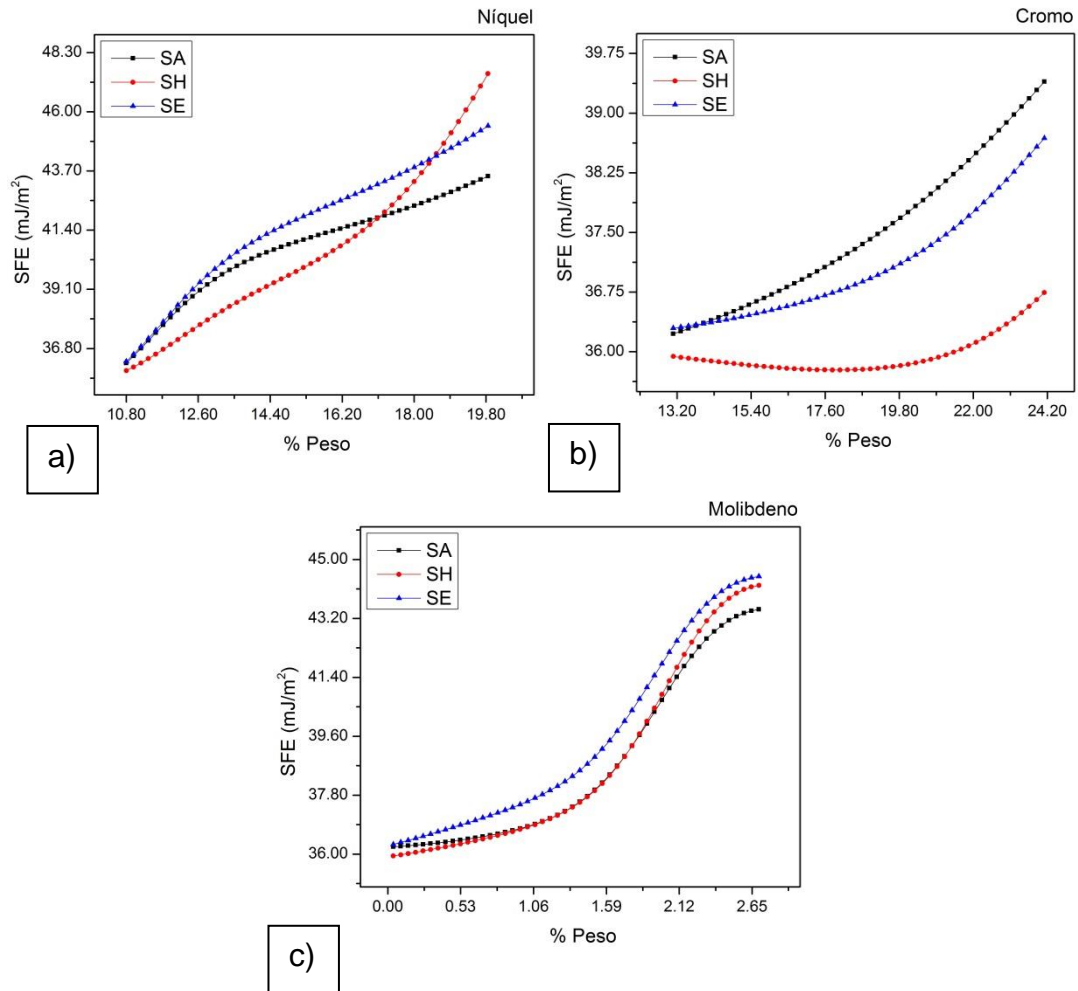 Níquel
SA
SH
SE
48.30
46.00
43.70
41.40
39.10
36.80
SFE (mJ/m²)
10.80 12.60 14.40 16.20 18.00 19.80
% Peso
a)
Cromo
SA
SH
SE
39.75
39.00
38.25
37.50
36.75
36.00
SFE (mJ/m²)
13.20 15.40 17.60 19.80 22.00 24.20
% Peso
b)
Molibdeno
SA
SH
SE
45.00
43.20
41.40
39.60
37.80
36.00
SFE (mJ/m²)
0.00 0.53 1.06 1.59 2.12 2.65
% Peso
c)